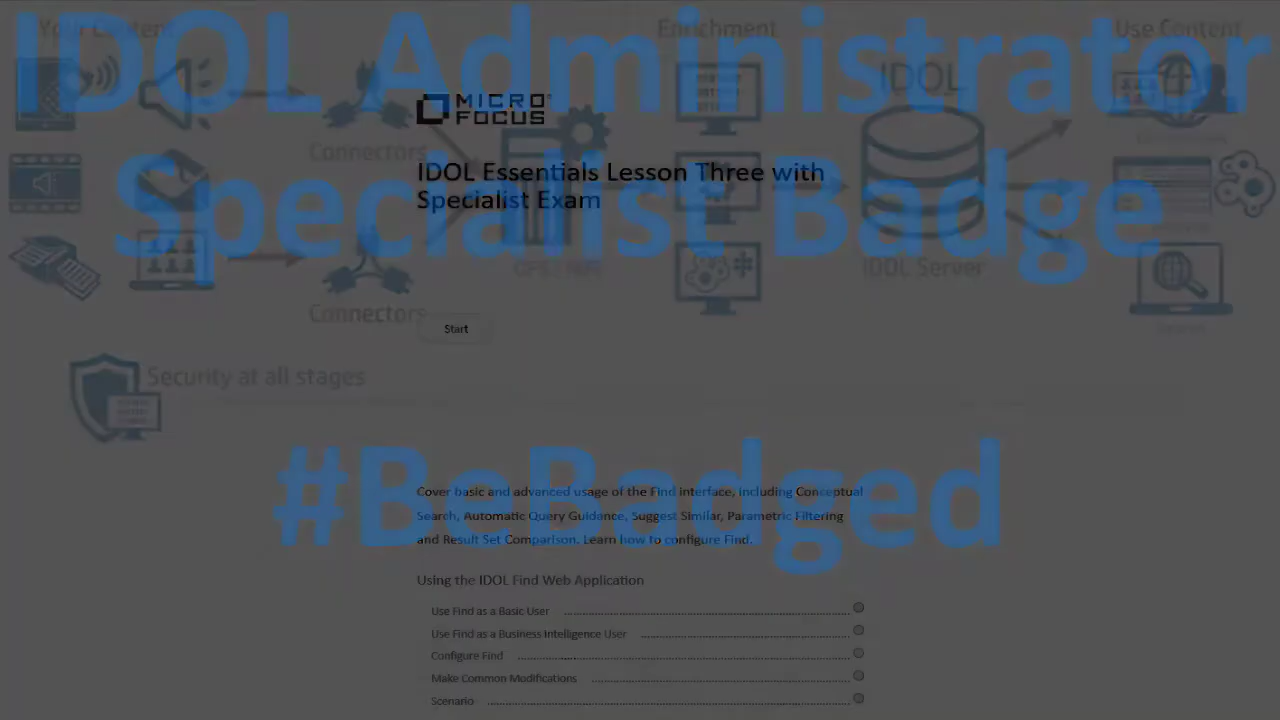 Your Content
Enrichment
Use Content
IDOL Administrator
IDOL
MICRO
FOCUS
Connectors
IDOL Essentials Lesson Three with
Specialist Exam
Specialist Badge
IDOL Server
Connectors
Start
Security at all stages
#BeBadged
Cover basic and advanced usage of the Find interface, including Conceptual
Search, Automatic Query Guidance, Suggest Similar, Parametric Filtering
and Result Set Comparison. Learn how to configure Find.
Using the IDOL Find Web Application
Use Find as a Basic User
Use Find as a Business Intelligence User
Configure Find
Make Common Modifications
Scenario